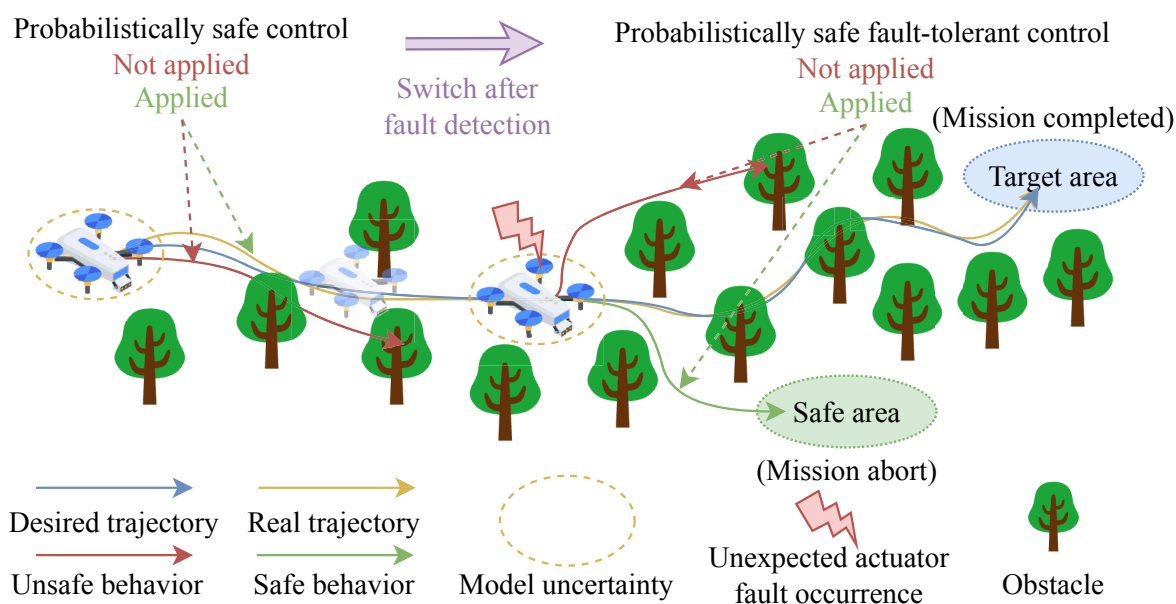 Probabilistically safe control
Not applied
Applied
Switch after
fault detection
Probabilistically safe fault-tolerant control
Not applied
Applied
(Mission completed)
Target area
Safe area
(Mission abort)
Desired trajectory
Real trajectory
Unsafe behavior
Safe behavior
Model uncertainty
Unexpected actuator
fault occurrence
Obstacle